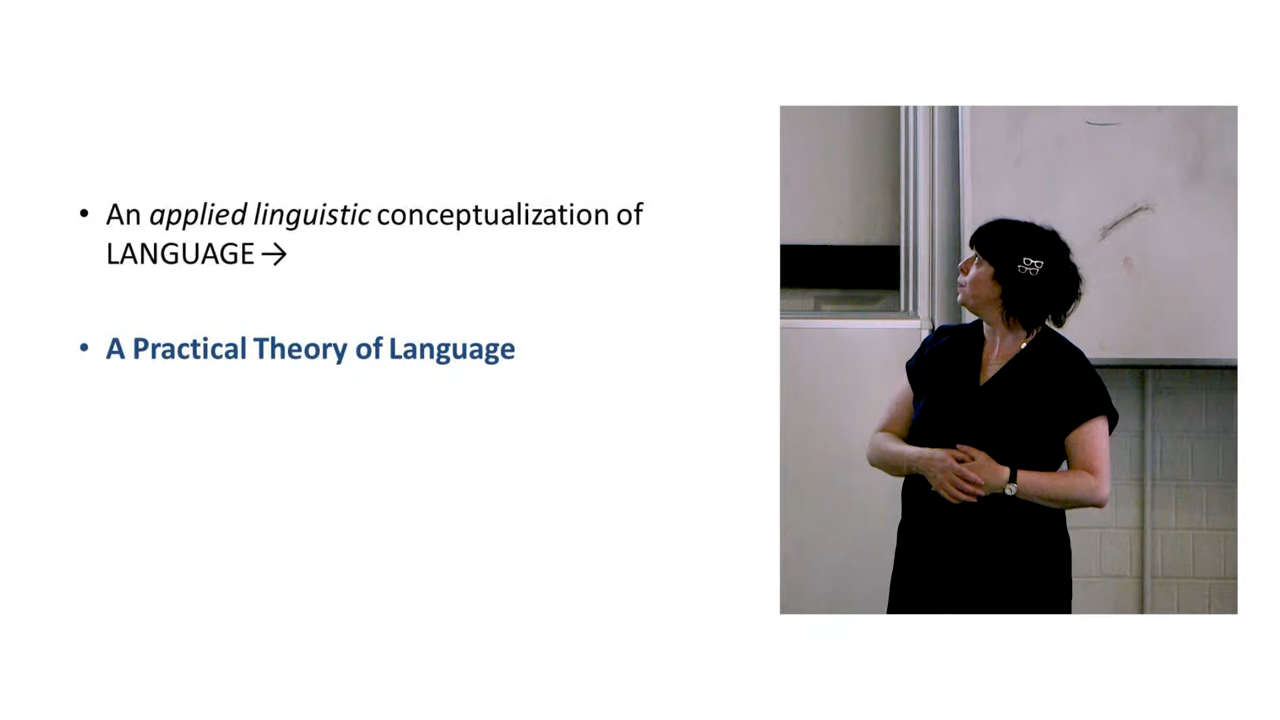 • An applied linguistic conceptualization of
LANGUAGE →
• A Practical Theory of Language